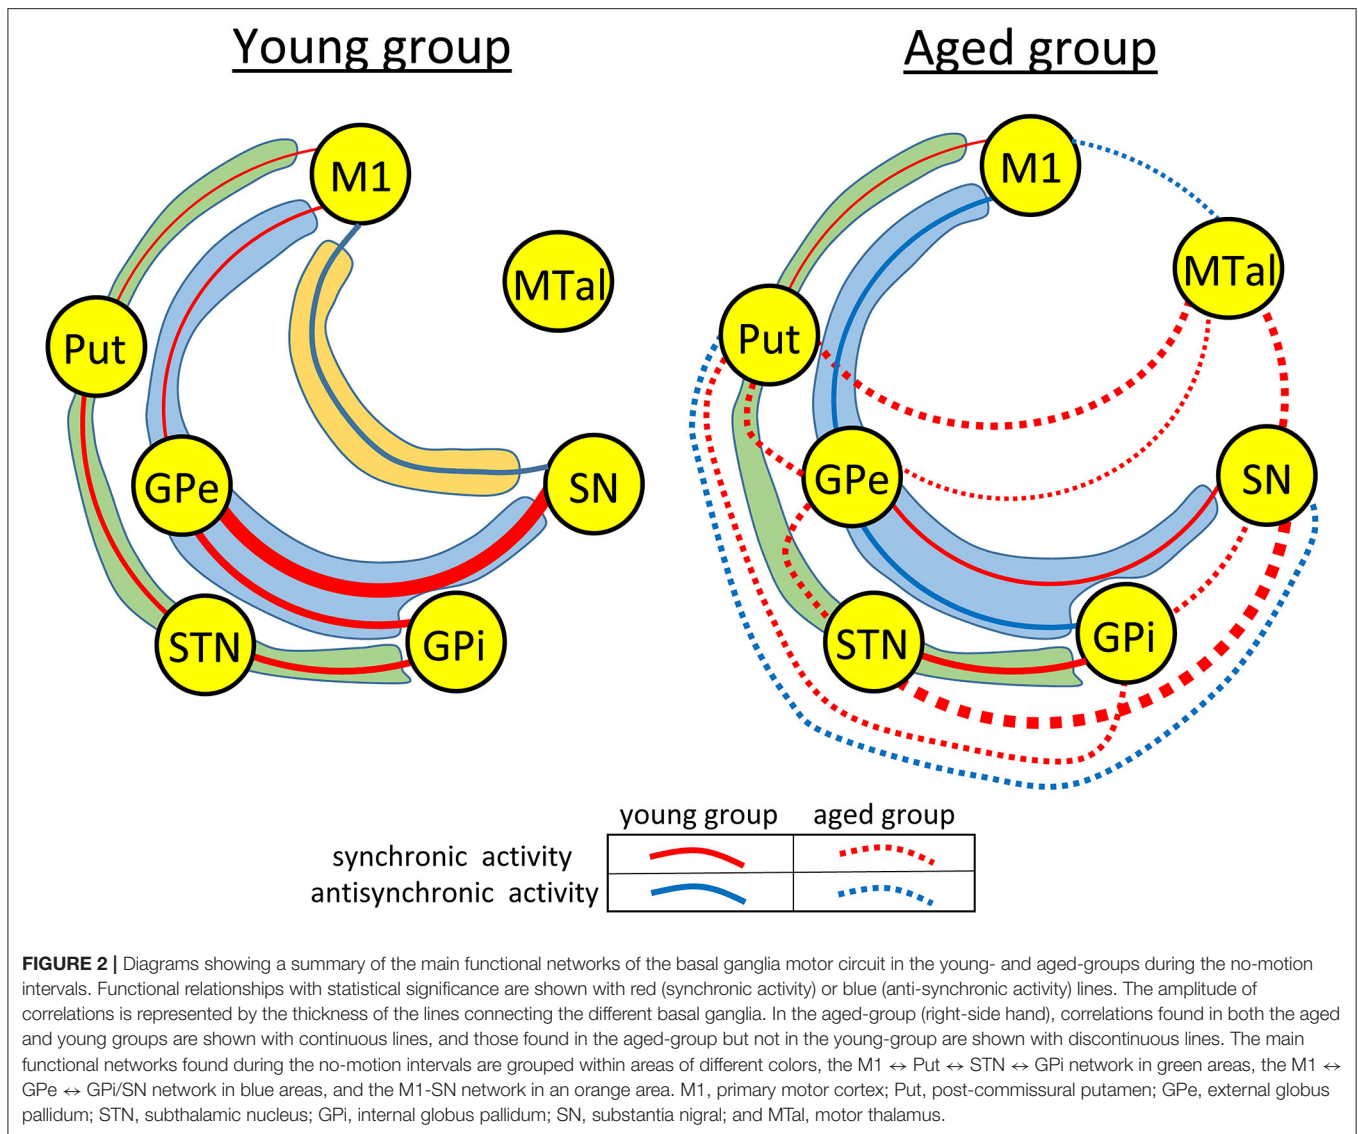 Young group
Aged group
M1
MTal
Put
GPe
SN
STN
GPi
M1
MTal
Put
GPe
SN
STN
GPi
young group
aged group
synchronic activity
antisynchronic activity
FIGURE 2 | Diagrams showing a summary of the main functional networks of the basal ganglia motor circuit in the young- and aged-groups during the no-motion
intervals. Functional relationships with statistical significance are shown with red (synchronic activity) or blue (anti-synchronic activity) lines. The amplitude of
correlations is represented by the thickness of the lines connecting the different basal ganglia. In the aged-group (right-side hand), correlations found in both the aged
and young groups are shown with continuous lines, and those found in the aged-group but not in the young-group are shown with discontinuous lines. The main
functional networks found during the no-motion intervals are grouped within areas of different colors, the M1 ↔ Put ↔ STN ↔ GPi network in green areas, the M1 ↔
GPe ↔ GPi/SN network in blue areas, and the M1-SN network in an orange area. M1, primary motor cortex; Put, post-commissural putamen; GPe, external globus
pallidum; STN, subthalamic nucleus; GPi, internal globus pallidum; SN, substantia nigral; and MTal, motor thalamus.